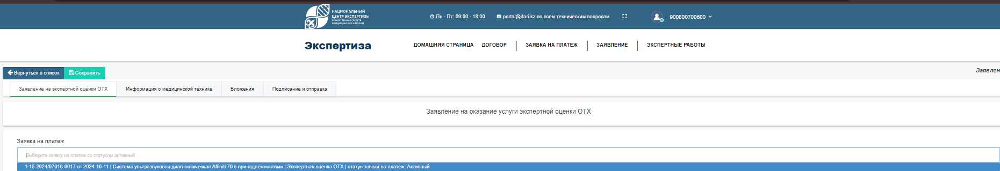 НАЦИОНАЛЬНЫЙ
ЦЕНТР ЭКСПЕРТИЗЫ
ЛЕКАРСТВЕННЫХ СРЕДСТВ
И МЕДИЦИНСКИХ ИЗДЕЛИЙ
Пн - Пт: 09:00 - 18:00
portal@dari.kz по всем техническим вопросам
900800700600
Экспертиза
ДОМАШНЯЯ СТРАНИЦА
ДОГОВОР
ЗАЯВКА НА ПЛАТЕЖ
ЗАЯВЛЕНИЕ
ЭКСПЕРТНЫЕ РАБОТЫ
Вернуться в список
Сохранить
Заявлен
Заявление на экспертной оценки ОТХ
Информация о медицинской технике
Вложения
Подписание и отправка
Заявление на оказание услуги экспертной оценки ОТХ
Заявка на платеж
Выберите заявку на платеж со статусом активный
1-15-2024/07919-0017 от 2024-10-11 | Система ультразвуковая диагностическая Affiniti 70 с принадлежностями | Экспертная оценка ОТХ | статус заявки на платеж: Активный